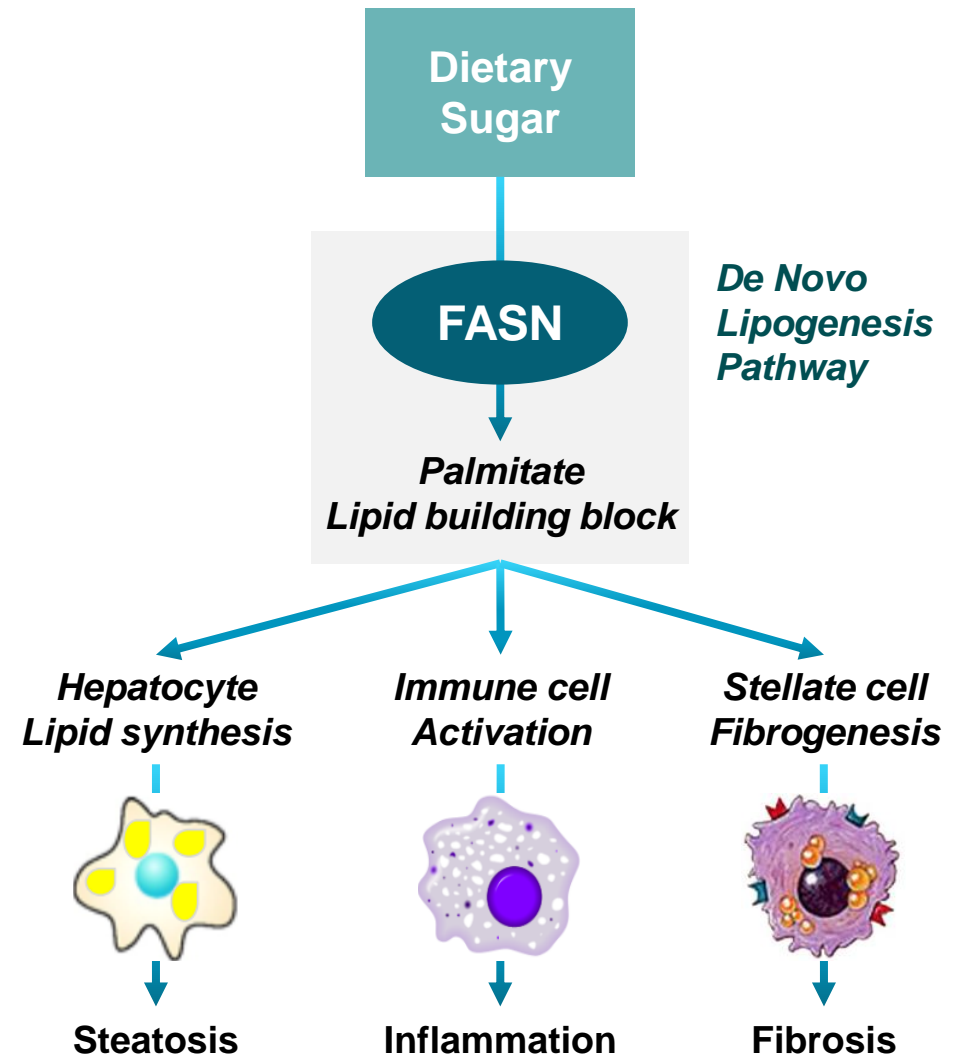 Dietary
Sugar
FASN
De Novo
Lipogenesis
Pathway
Palmitate
Lipid building block
Hepatocyte
Lipid synthesis
Immune cell
Activation
Stellate cell
Fibrogenesis
Steatosis
Inflammation
Fibrosis